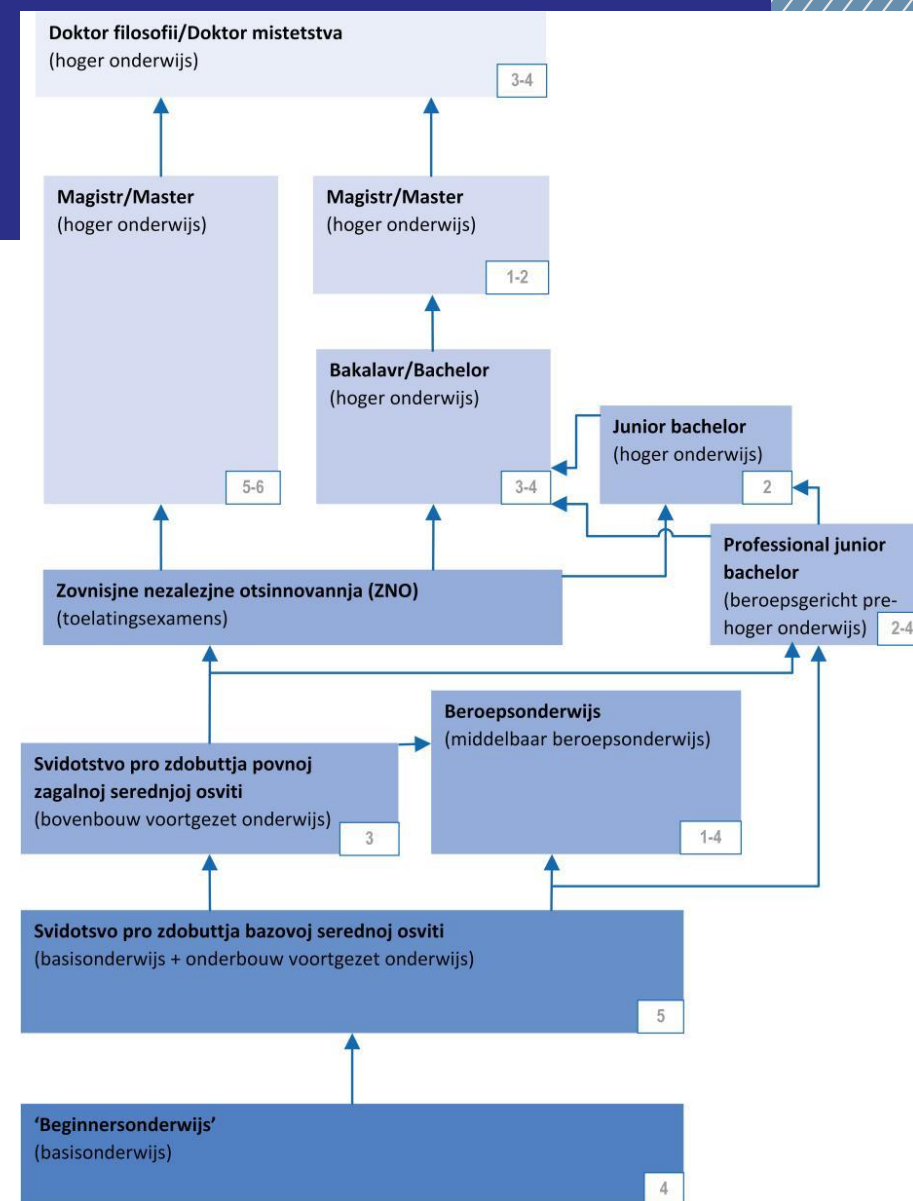 Doktor filosofii/Doktor mistetstva
(hoger onderwijs)
3-4
Magistr/Master
(hoger onderwijs)
5-6
Magistr/Master
(hoger onderwijs)
1-2
Bakalavr/Bachelor
(hoger onderwijs)
3-4
Junior bachelor
(hoger onderwijs)
2
Professional junior
bachelor
(beroepsgericht pre-
hoger onderwijs)
2-4
Zovnisjne nezalezjne otsinnovannja (ZNO)
(toelatingsexamens)
Beroepsonderwijs
(middelbaar beroepsonderwijs)
1-4
Svidotstvo pro zdobuttja povnoj
zagalnoj serednjoj osviti
(bovenbouw voortgezet onderwijs)
3
Svidotsvo pro zdobuttja bazovoj serednoj osviti
(basisonderwijs + onderbouw voortgezet onderwijs)
5
‘Beginnersonderwijs’
(basisonderwijs)
4